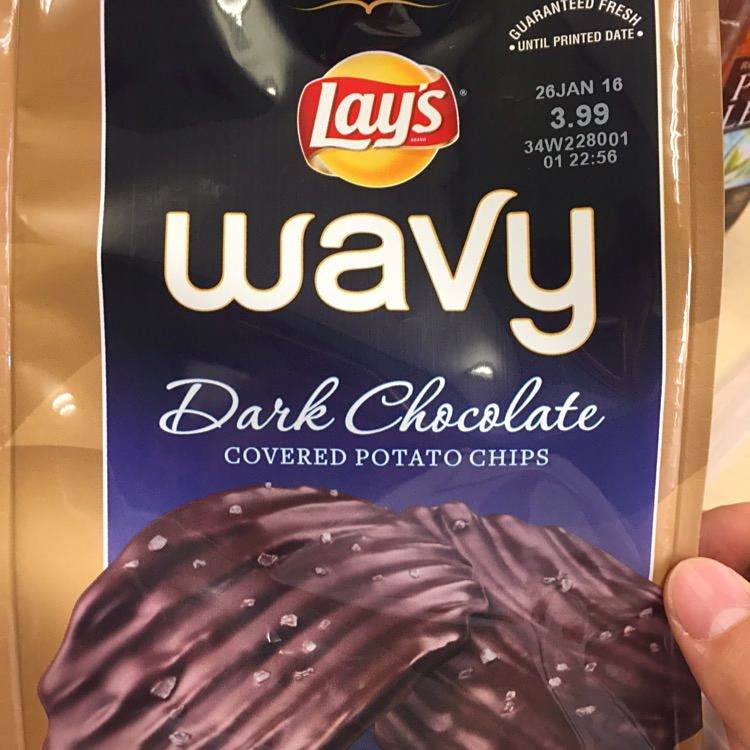 GUARANTEED FRESH
• UNTIL PRINTED DATE •
26JAN 16
3.99
34W228001
01 22:56
Lay's
BRAND
®
wavy
Dark Chocolate
COVERED POTATO CHIPS